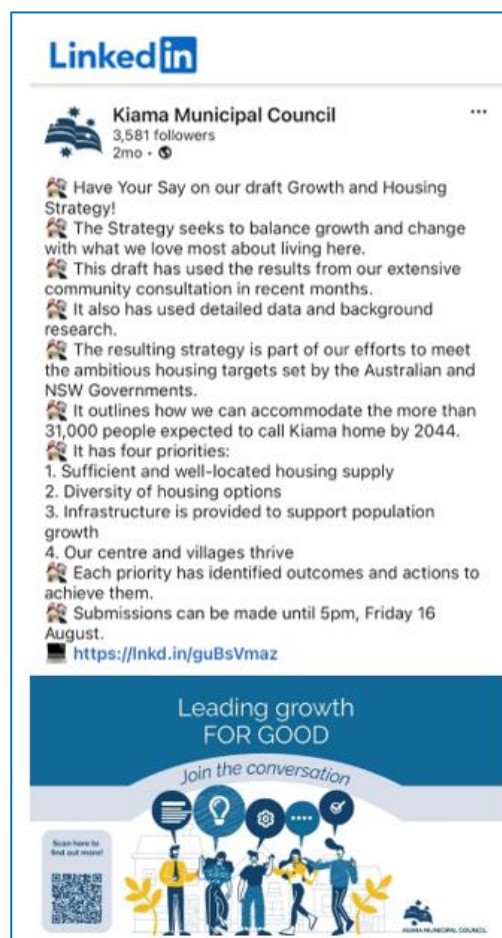 Linked in
Kiama Municipal Council
3,581 followers
2mo •
Have Your Say on our draft Growth and Housing
Strategy!
The Strategy seeks to balance growth and change
with what we love most about living here.
This draft has used the results from our extensive
community consultation in recent months.
It also has used detailed data and background
research.
The resulting strategy is part of our efforts to meet
the ambitious housing targets set by the Australian and
NSW Governments.
It outlines how we can accommodate the more than
31,000 people expected to call Kiama home by 2044.
It has four priorities:
1. Sufficient and well-located housing supply
2. Diversity of housing options
3. Infrastructure is provided to support population
growth
4. Our centre and villages thrive
Each priority has identified outcomes and actions to
achieve them.
Submissions can be made until 5pm, Friday 16
August.
https://lnkd.in/guBsVmaz
Leading growth
FOR GOOD
Join the conversation
Scan here to
find out more!
KIAMA MUNICIPAL COUNCIL